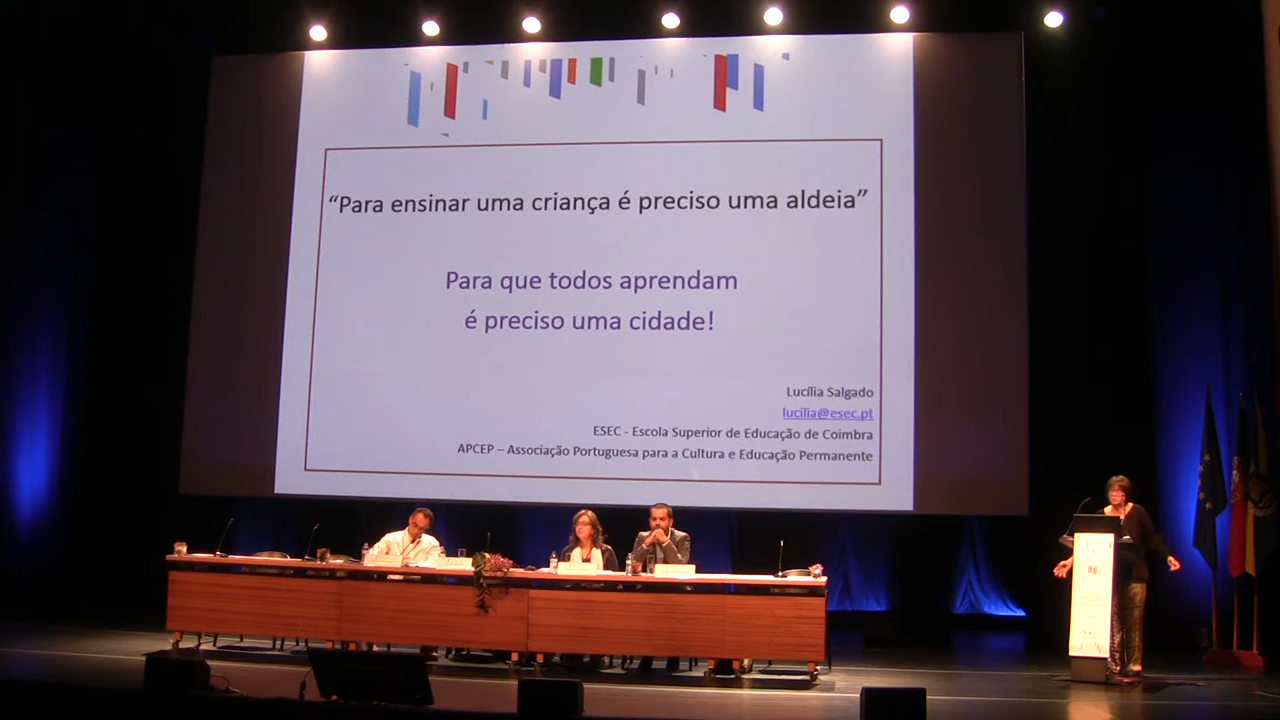 “Para ensinar uma criança é preciso uma aldeia”
Para que todos aprendam
é preciso uma cidade!
Lucília Salgado
lucilia@esec.pt
ESEC - Escola Superior de Educação de Coimbra
APCEP – Associação Portuguesa para a Cultura e Educação Permanente